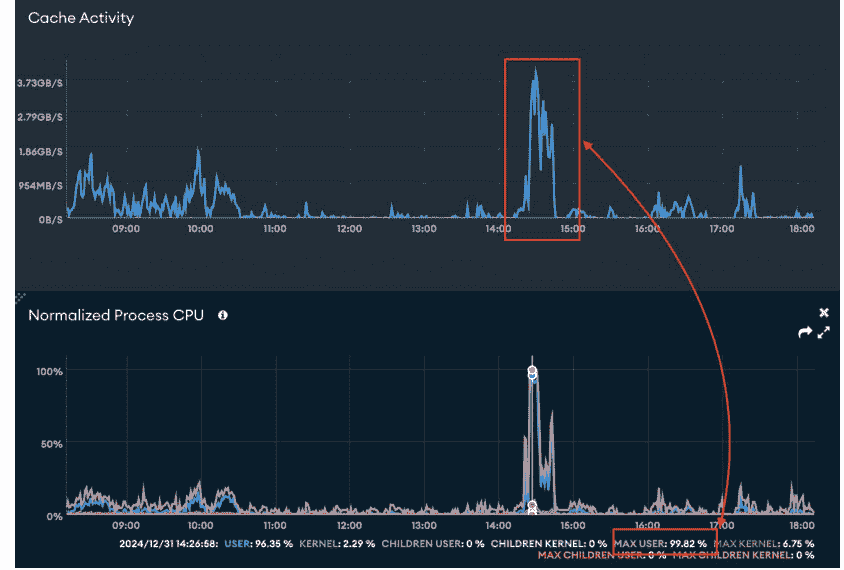 Cache Activity
3.73GB/S
2.79GB/S
1.86GB/S
954MB/S
0B/S
09:00 10:00 11:00 12:00 13:00 14:00 15:00 16:00 17:00 18:00
Normalized Process CPU
100%
50%
0%
09:00 10:00 11:00 12:00 13:00 14:00 15:00 16:00 17:00 18:00
2024/12/31 14:26:58: USER: 96.35 % KERNEL: 2.29 % CHILDREN USER: 0 % CHILDREN KERNEL: 0 % MAX USER: 99.82 % MAX KERNEL: 6.75 %
MAX CHILDREN USER: 0 % MAX CHILDREN KERNEL: 0 %